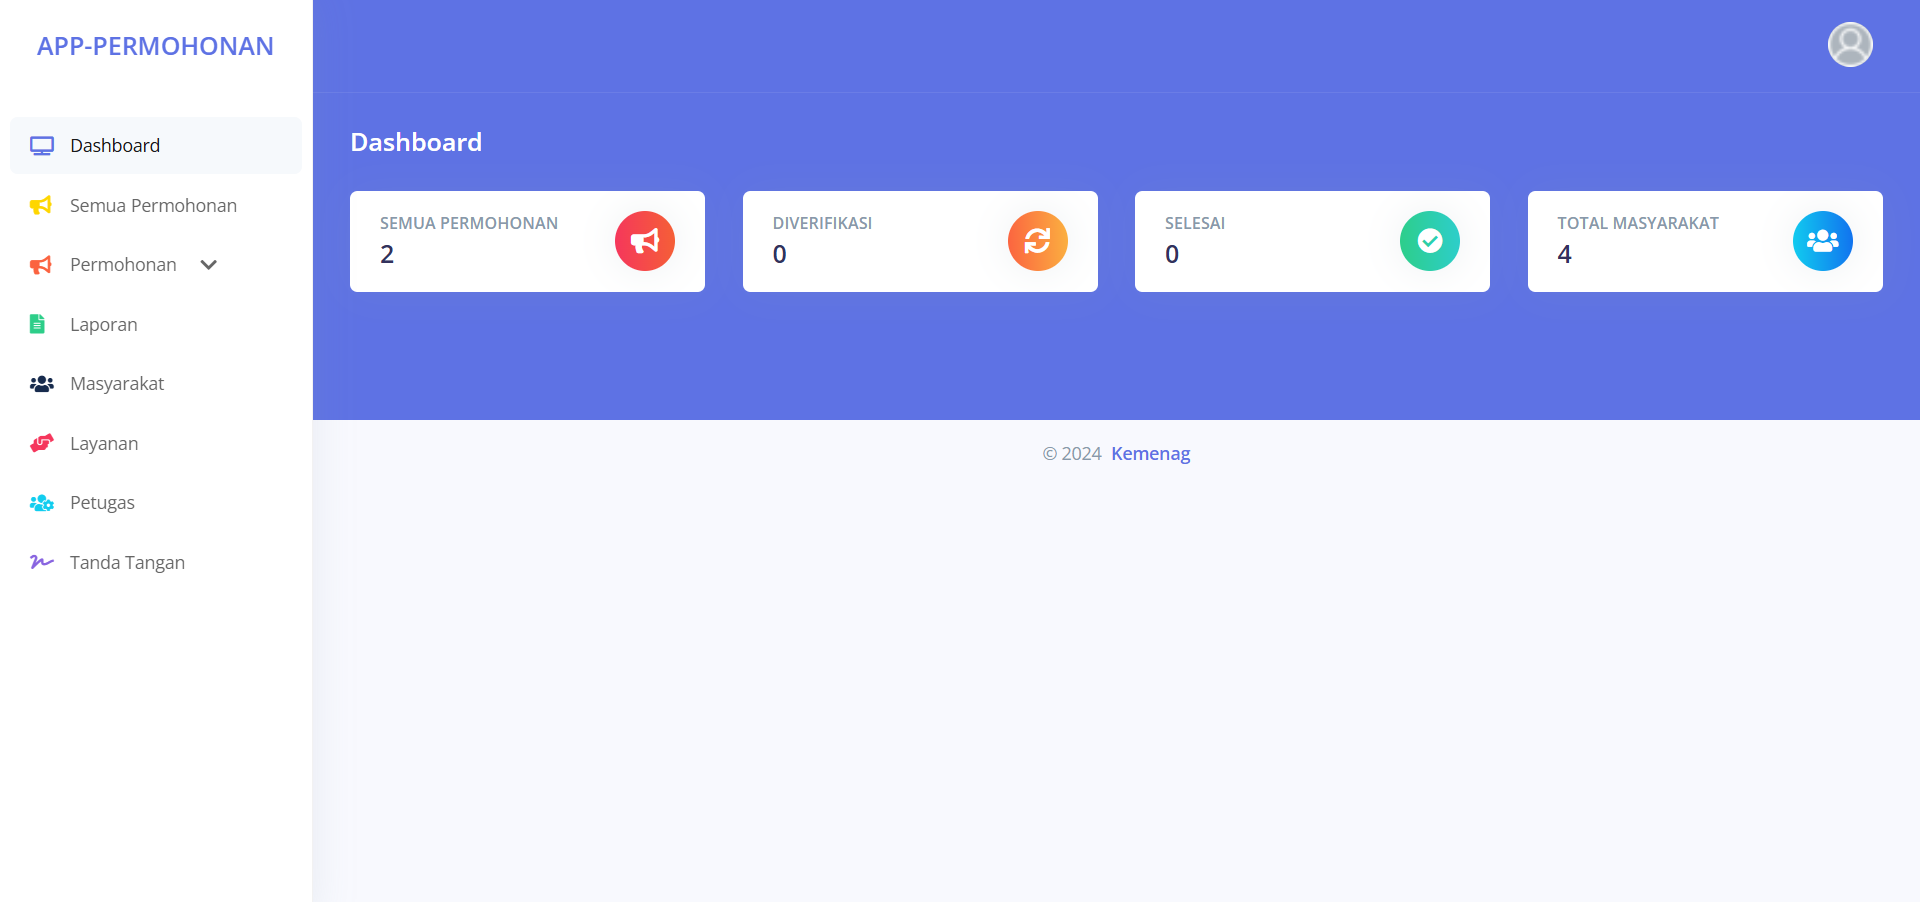 APP-PERMOHONAN
Dashboard
Semua Permohonan
Permohonan
Laporan
Masyarakat
Layanan
Petugas
Tanda Tangan
Dashboard
SEMUA PERMOHONAN
2
DIVERIFIKASI
0
SELESAI
0
TOTAL MASYARAKAT
4
© 2024 Kemenag